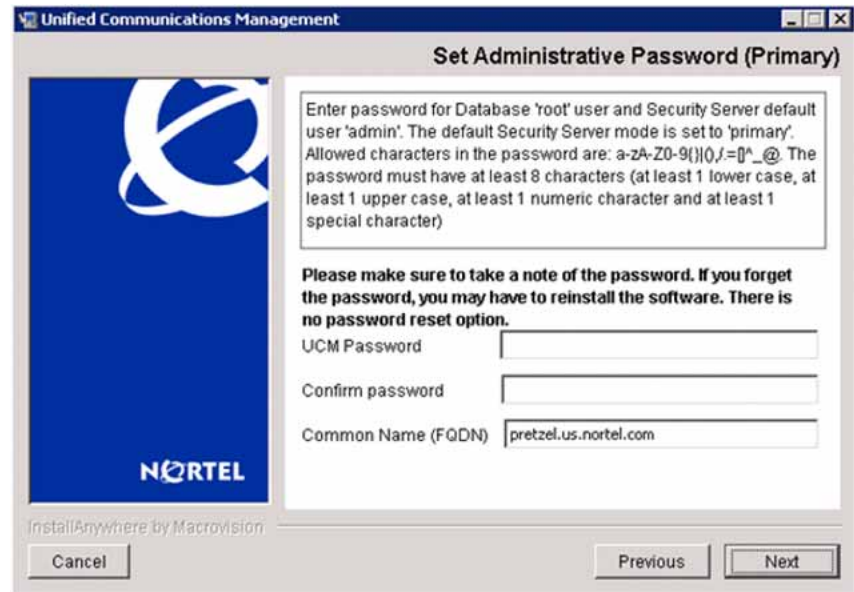 Unified Communications Management
Set Administrative Password (Primary)
Enter password for Database 'root' user and Security Server default
user 'admin'. The default Security Server mode is set to 'primary'.
Allowed characters in the password are: a-zA-Z0-9{}|(),/.=[]^_@. The
password must have at least 8 characters (at least 1 lower case, at
least 1 upper case, at least 1 numeric character and at least 1
special character)
Please make sure to take a note of the password. If you forget
the password, you may have to reinstall the software. There is
no password reset option.
UCM Password
Confirm password
Common Name (FQDN) pretzel.us.nortel.com
NORTEL
InstallAnywhere by Macrovision
Cancel Previous Next